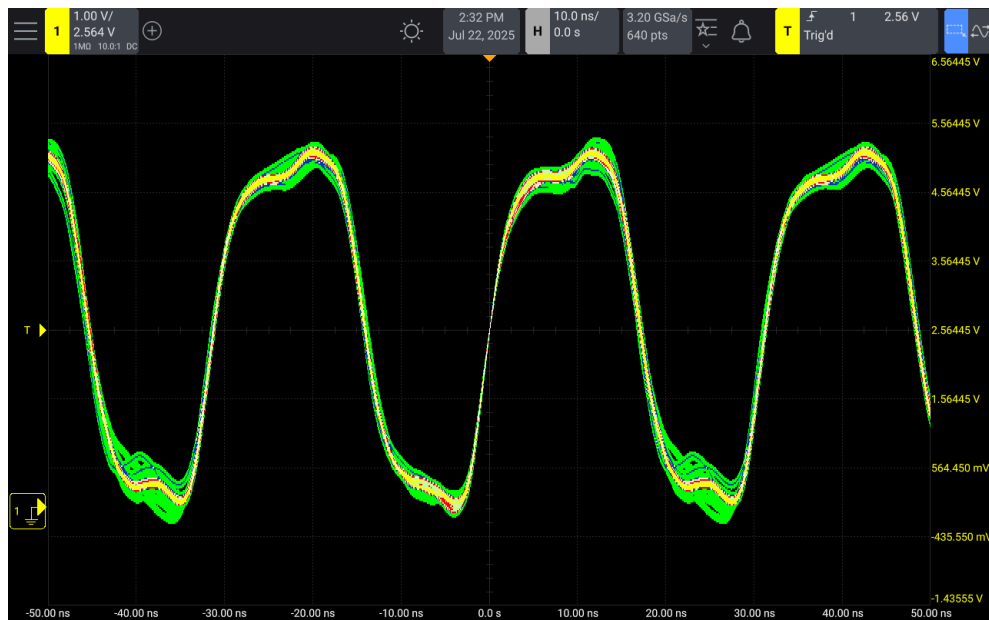 1
1.00 V/
2.564 V
1MΩ 10.0:1 DC
2:32 PM
Jul 22, 2025
H
10.0 ns/
0.0 s
3.20 GSa/s
640 pts
T
1
2.56 V
Trig'd
6.56445 V
5.56445 V
4.56445 V
3.56445 V
T
2.56445 V
1.56445 V
564.450 mV
1
-435.550 mV
-1.43555 V
-50.00 ns
-40.00 ns
-30.00 ns
-20.00 ns
-10.00 ns
0.0 s
10.00 ns
20.00 ns
30.00 ns
40.00 ns
50.00 ns